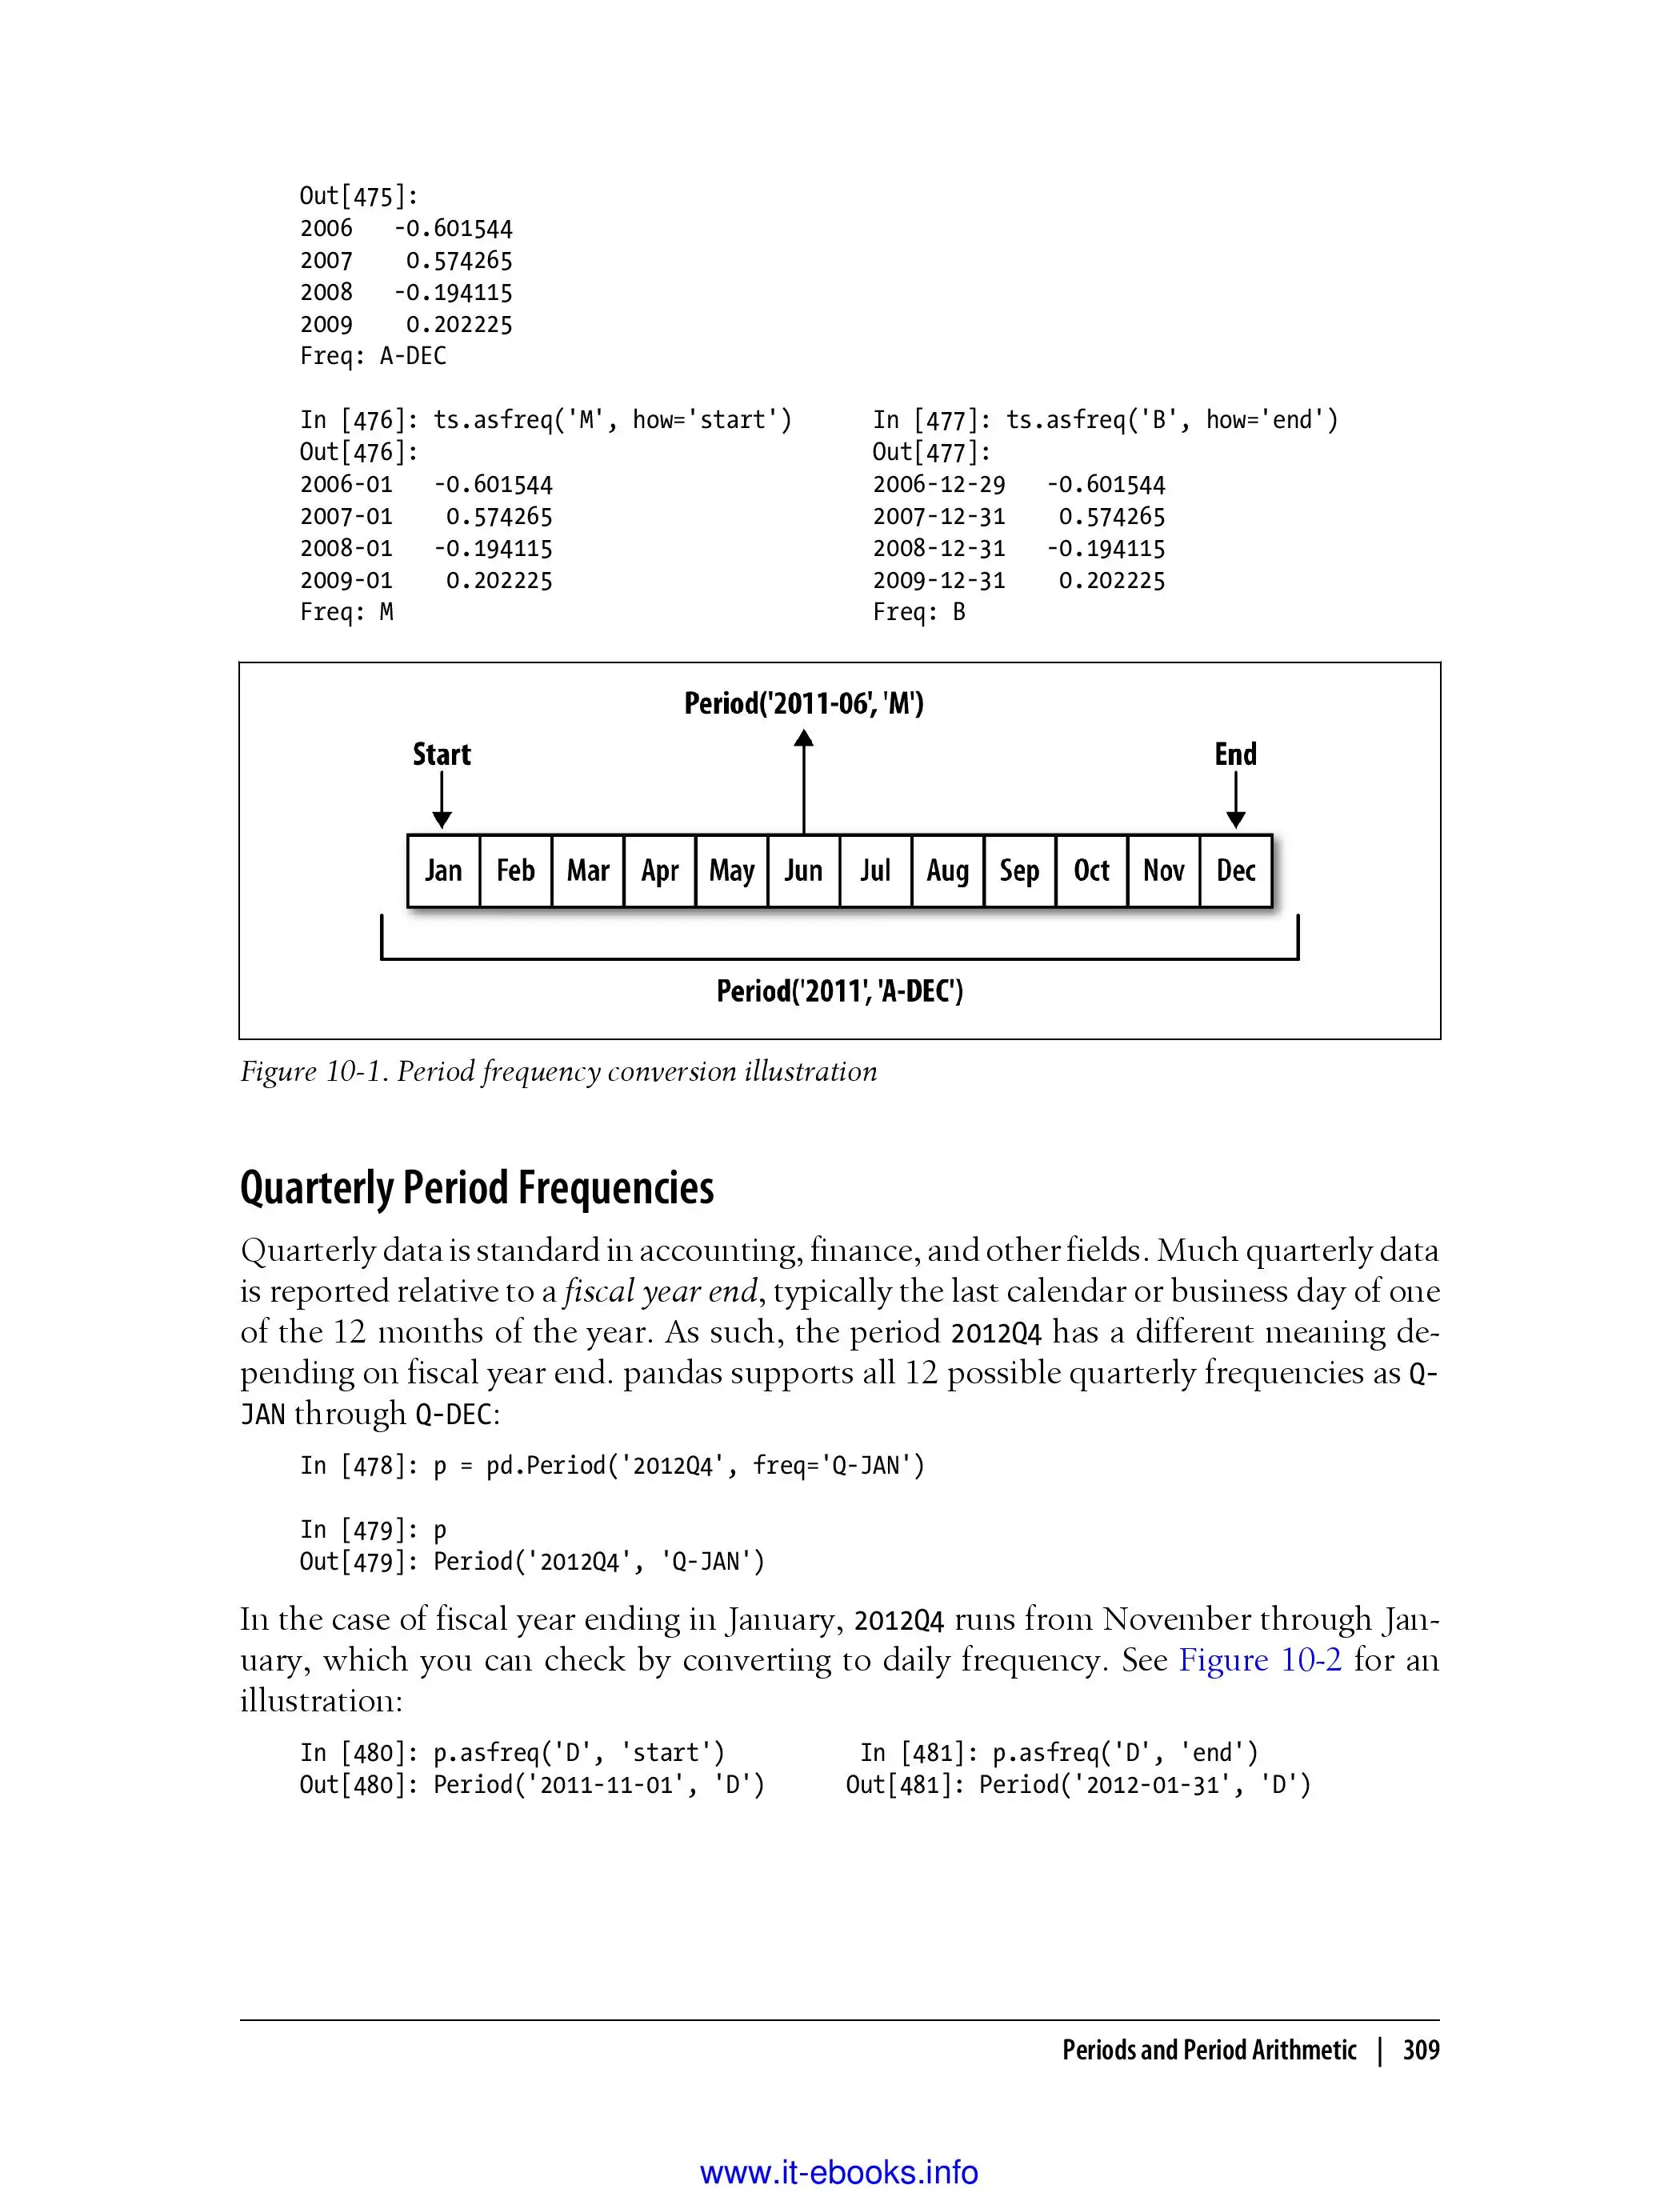 Out[475]:
2006   -0.601544
2007    0.574265
2008   -0.194115
2009    0.202225
Freq: A-DEC
In [476]: ts.asfreq('M', how='start')      In [477]: ts.asfreq('B', how='end')
Out[476]:                                  Out[477]:
2006-01   -0.601544                        2006-12-29   -0.601544
2007-01    0.574265                        2007-12-31    0.574265
2008-01   -0.194115                        2008-12-31   -0.194115
2009-01    0.202225                        2009-12-31    0.202225
Freq: M                                    Freq: B
Period('2011-06', 'M')
Start End
Jan Feb Mar Apr May Jun Jul Aug Sep Oct Nov Dec
Period('2011', 'A-DEC')
Figure 10-1. Period frequency conversion illustration
Quarterly Period Frequencies
Quarterly data is standard in accounting, finance, and other fields. Much quarterly data
is reported relative to a fiscal year end, typically the last calendar or business day of one
of the 12 months of the year. As such, the period 2012Q4 has a different meaning de-
pending on fiscal year end. pandas supports all 12 possible quarterly frequencies as Q-
JAN through Q-DEC:
In [478]: p = pd.Period('2012Q4', freq='Q-JAN')
In [479]: p
Out[479]: Period('2012Q4', 'Q-JAN')
In the case of fiscal year ending in January, 2012Q4 runs from November through Jan-
uary, which you can check by converting to daily frequency. See Figure 10-2 for an
illustration:
In [480]: p.asfreq('D', 'start')          In [481]: p.asfreq('D', 'end')
Out[480]: Period('2011-11-01', 'D')      Out[481]: Period('2012-01-31', 'D')
Periods and Period Arithmetic | 309
www.it-ebooks.info